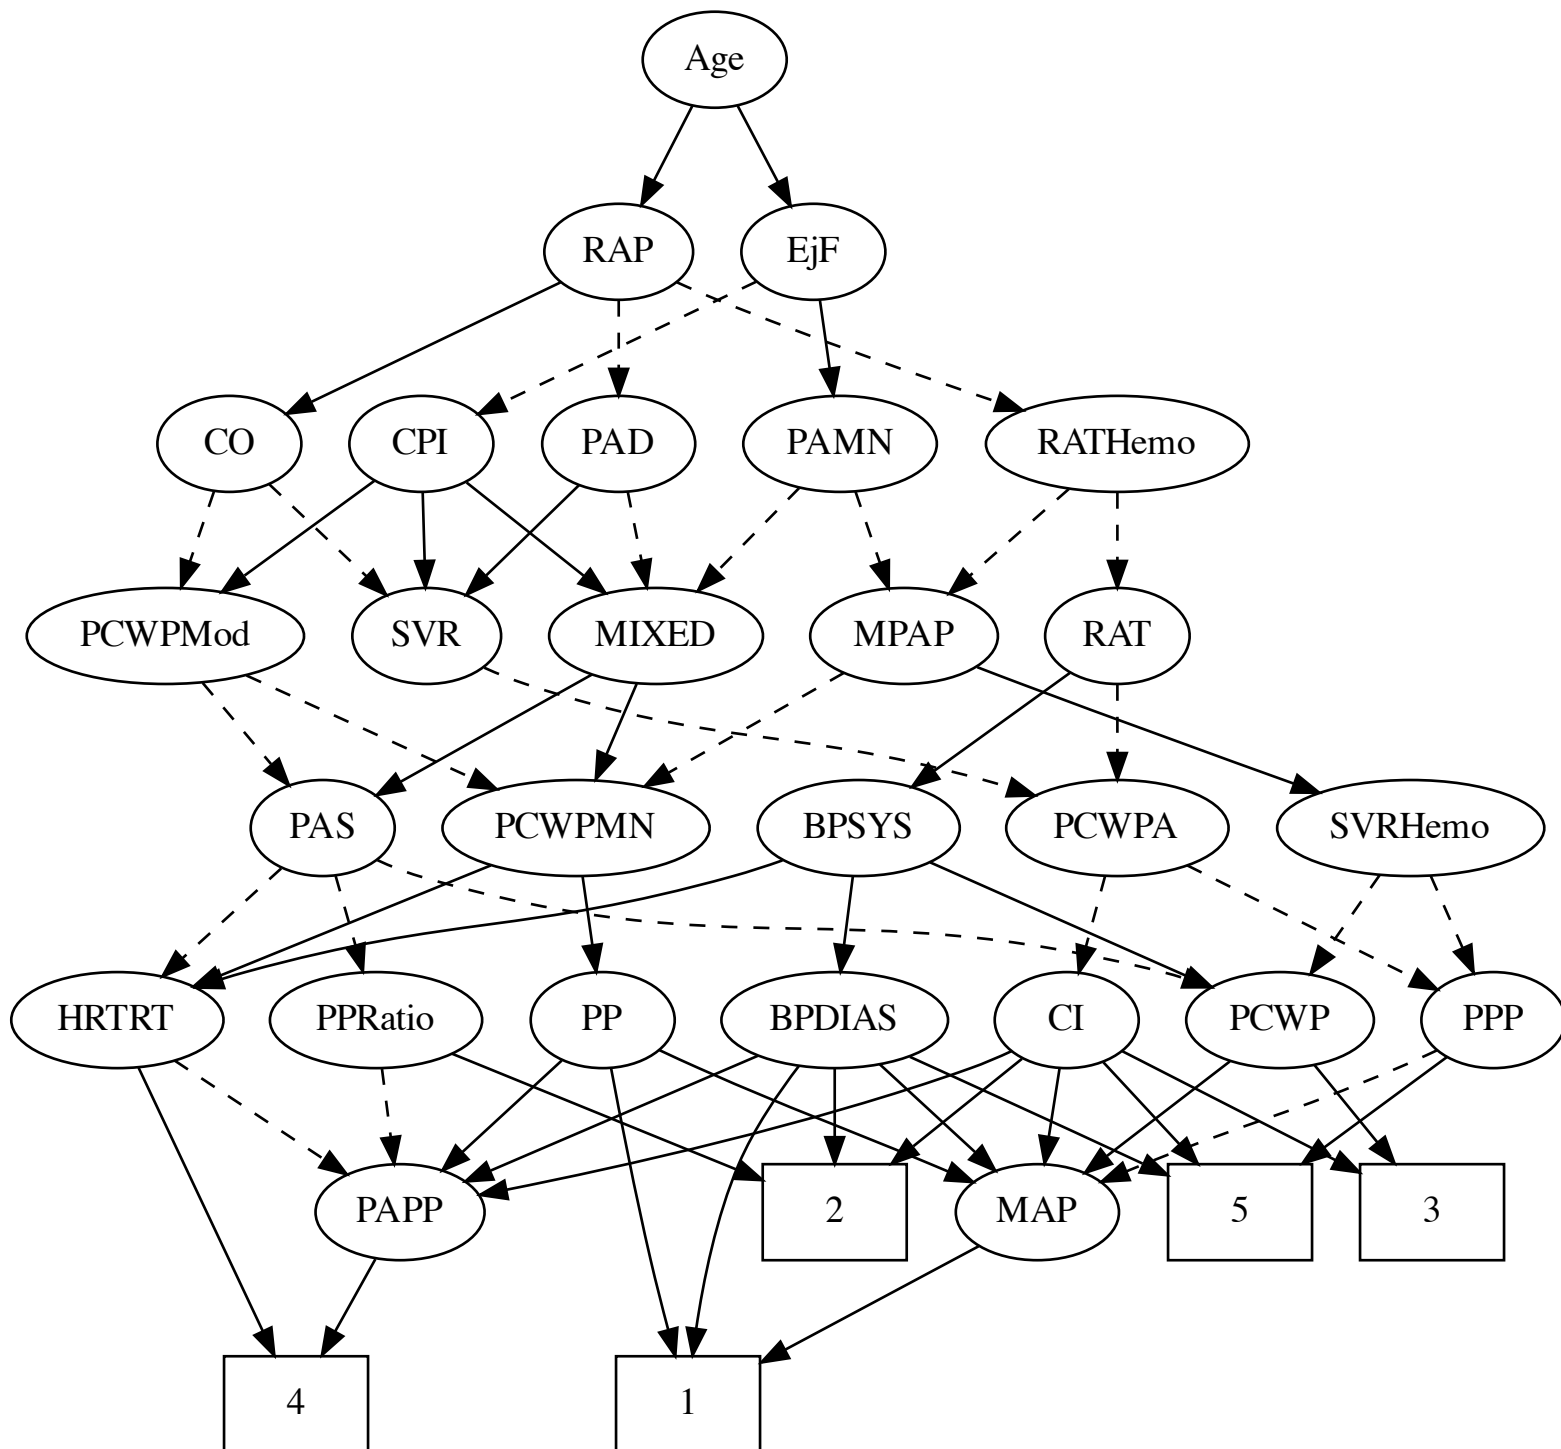 Age
RAP
EjF
CO
CPI
PAD
PAMN
RATHemo
PCWPMod
SVR
MIXED
MPAP
RAT
PAS
PCWPMN
BPSYS
PCWPA
SVRHemo
HRTRT
PPRatio
PP
BPDIAS
CI
PCWP
PPP
PAPP
2
MAP
5
3
4
1